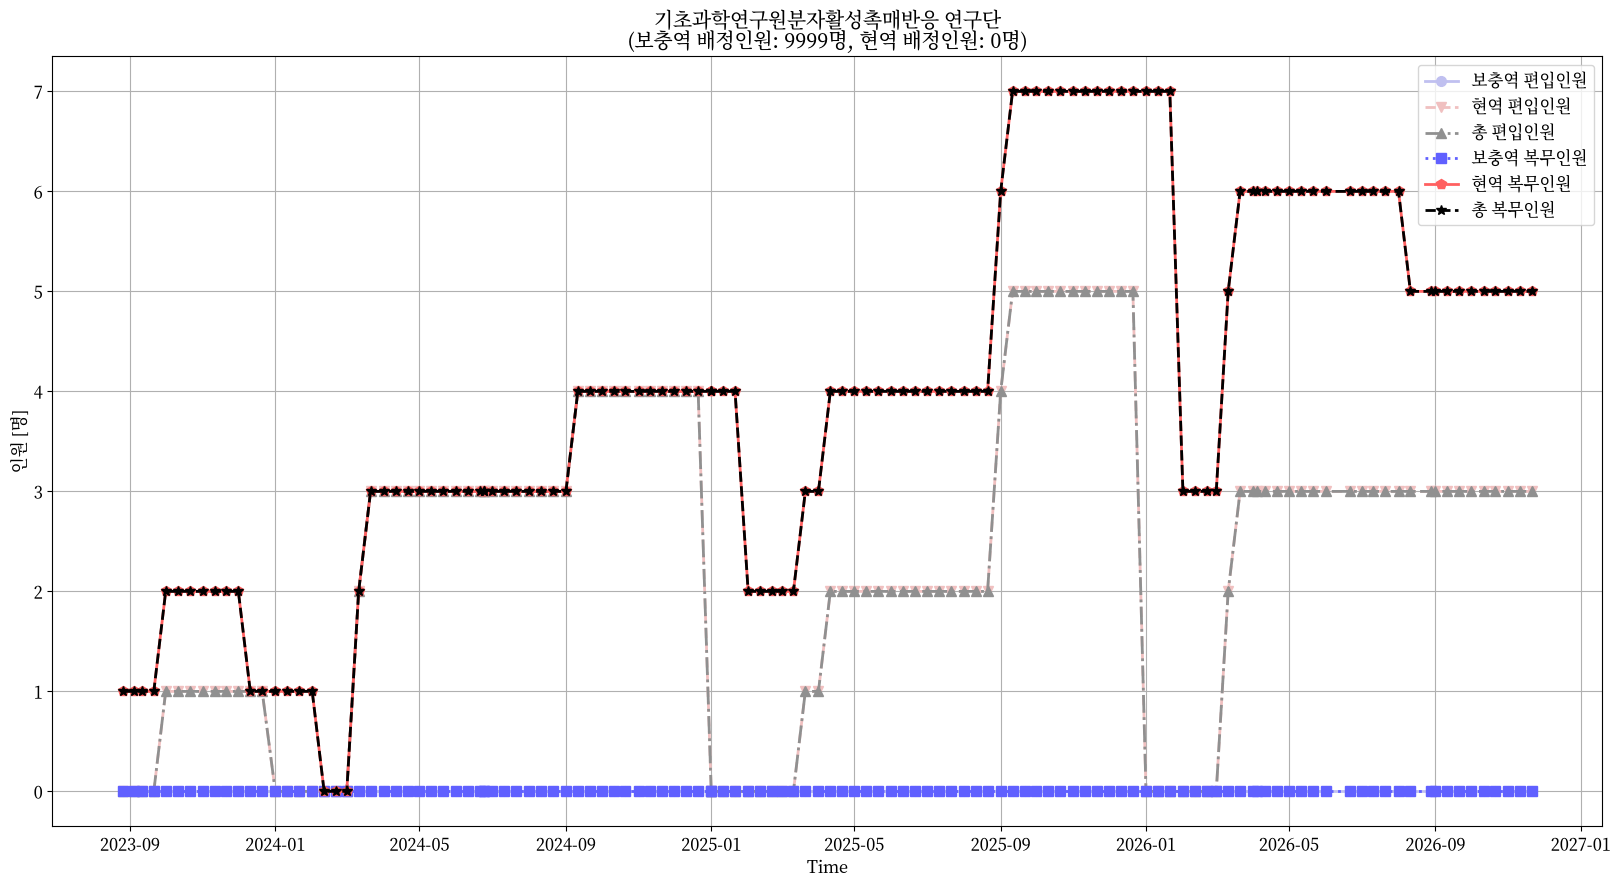 기초과학연구원분자활성촉매반응 연구단
(보충역 배정인원: 9999명, 현역 배정인원: 0명)
보충역 편입인원
현역 편입인원
총 편입인원
보충역 복무인원
현역 복무인원
총 복무인원
인원 [명]
7
6
5
4
3
2
1
0
2023-09 2024-01 2024-05 2024-09 2025-01 2025-05 2025-09 2026-01 2026-05 2026-09 2027-01
Time